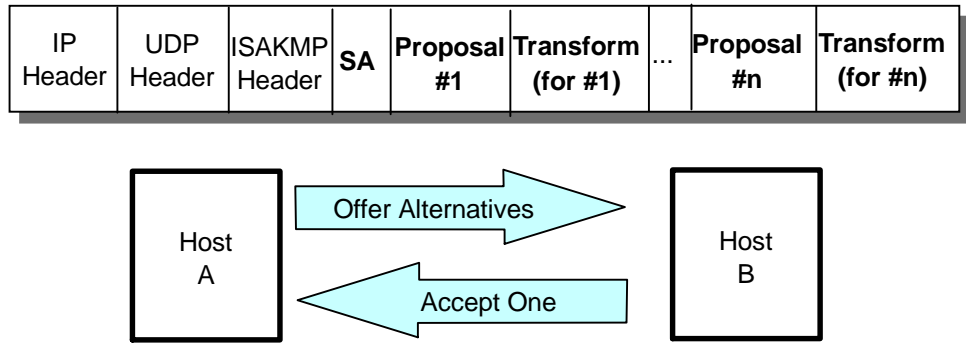 IP Header
UDP Header
ISAKMP Header
SA
Proposal #1
Transform (for #1)
...
Proposal #n
Transform (for #n)
Offer Alternatives
Host A
Host B
Accept One